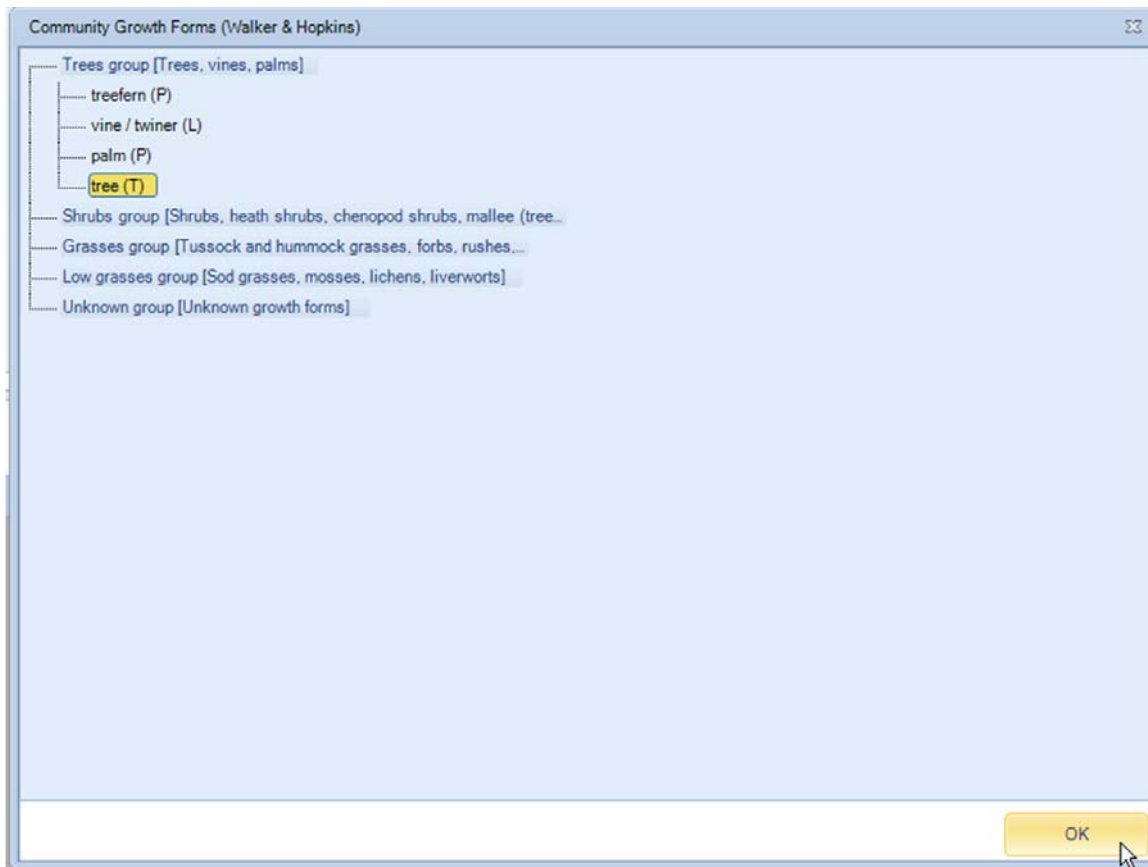 Community Growth Forms (Walker & Hopkins)
Trees group [Trees, vines, palms]
treefern (P)
vine / twiner (L)
palm (P)
tree (T)
Shrubs group [Shrubs, heath shrubs, chenopod shrubs, mallee (tree...
Grasses group [Tussock and hummock grasses, forbs, rushes,...
Low grasses group [Sod grasses, mosses, lichens, liverworts]
Unknown group [Unknown growth forms]
OK